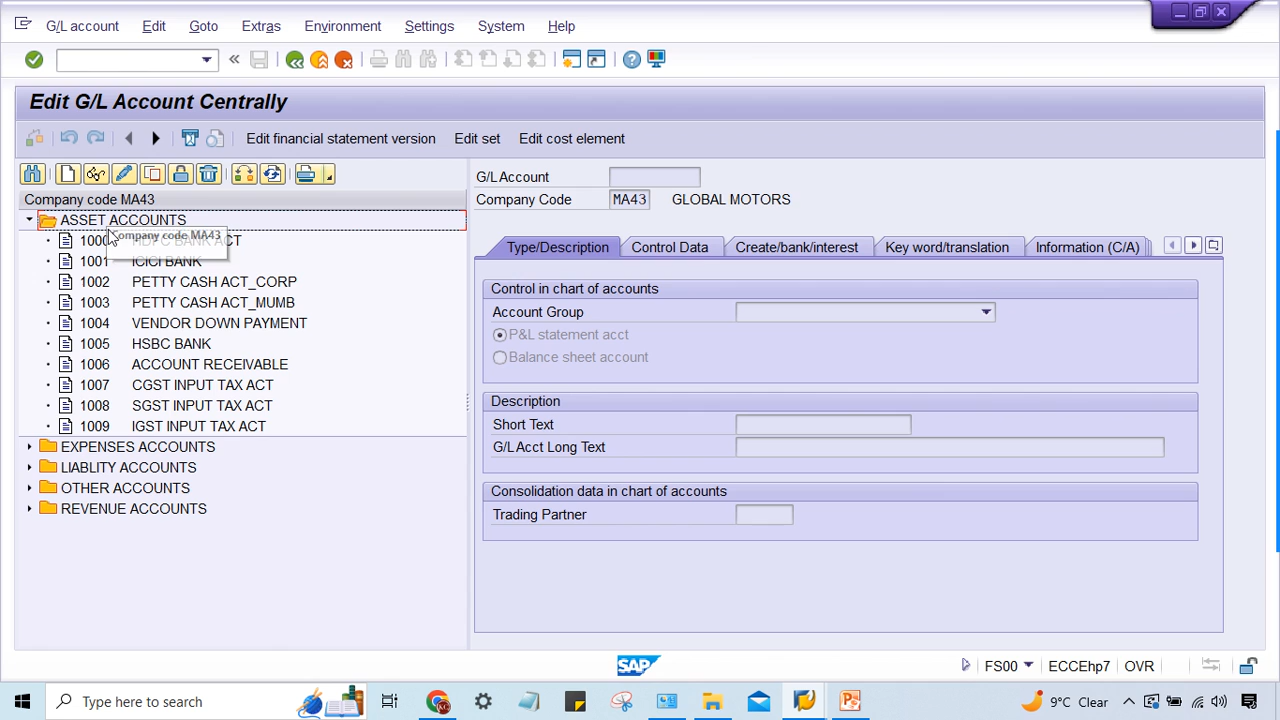 G/L account Edit Goto Extras Environment Settings System Help
Edit G/L Account Centrally
Edit financial statement version Edit set Edit cost element
G/L Account
Company code MA43
Company Code MA43 GLOBAL MOTORS
ASSET ACCOUNTS
Company code MA43
1000 HDFC BANK ACT
1001 ICICI BANK
1002 PETTY CASH ACT_CORP
1003 PETTY CASH ACT_MUMB
1004 VENDOR DOWN PAYMENT
1005 HSBC BANK
1006 ACCOUNT RECEIVABLE
1007 CGST INPUT TAX ACT
1008 SGST INPUT TAX ACT
1009 IGST INPUT TAX ACT
EXPENSES ACCOUNTS
LIABLITY ACCOUNTS
OTHER ACCOUNTS
REVENUE ACCOUNTS
Type/Description Control Data Create/bank/interest Key word/translation Information (C/A)
Control in chart of accounts
Account Group
P&L statement acct
Balance sheet account
Description
Short Text
G/L Acct Long Text
Consolidation data in chart of accounts
Trading Partner
SAP
FS00 ECCEhp7 OVR
Type here to search
9°C Clear